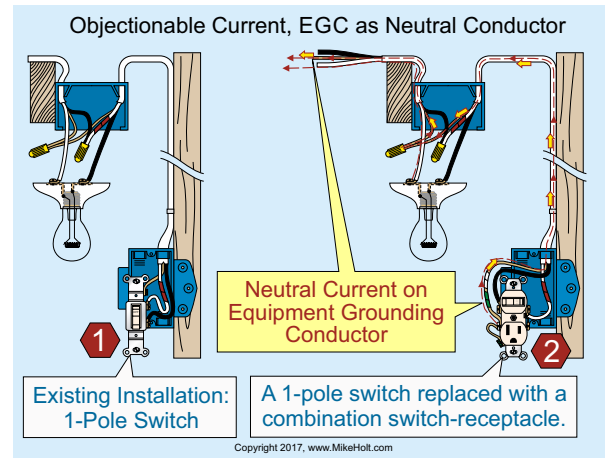 Objectionable Current, EGC as Neutral Conductor
Neutral Current on
Equipment Grounding
Conductor
1
2
Existing Installation:
1-Pole Switch
A 1-pole switch replaced with a
combination switch-receptacle.
Copyright 2017, www.MikeHolt.com